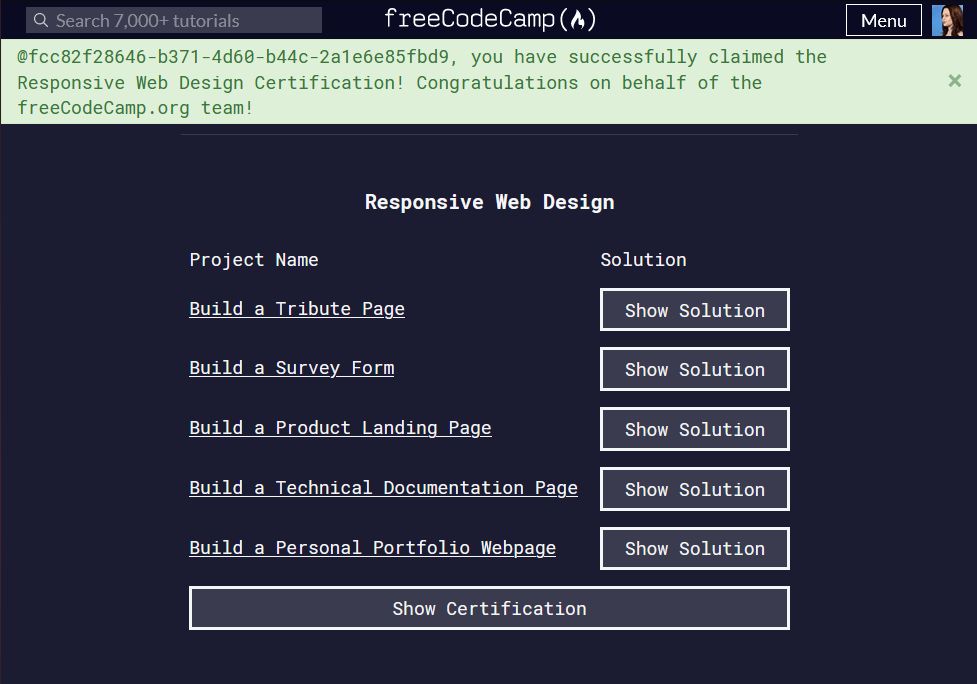 Search 7,000+ tutorials
freeCodeCamp
Menu
@fcc82f28646-b371-4d60-b44c-2a1e6e85fbd9, you have successfully claimed the
Responsive Web Design Certification! Congratulations on behalf of the
freeCodeCamp.org team!
Responsive Web Design
Project Name Solution
Build a Tribute Page Show Solution
Build a Survey Form Show Solution
Build a Product Landing Page Show Solution
Build a Technical Documentation Page Show Solution
Build a Personal Portfolio Webpage Show Solution
Show Certification